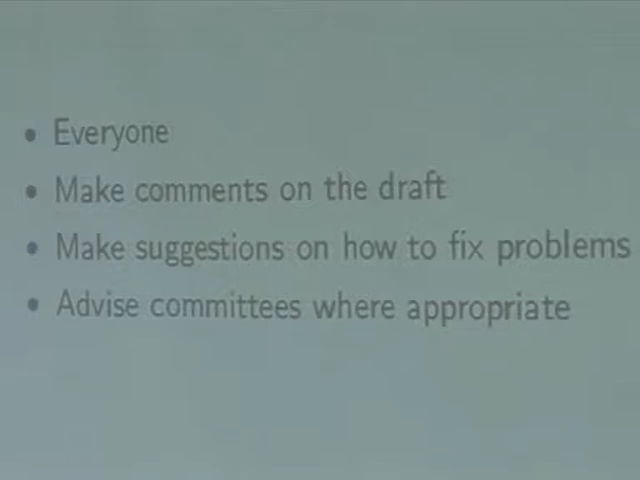 • Everyone
• Make comments on the draft
• Make suggestions on how to fix problems
• Advise committees where appropriate